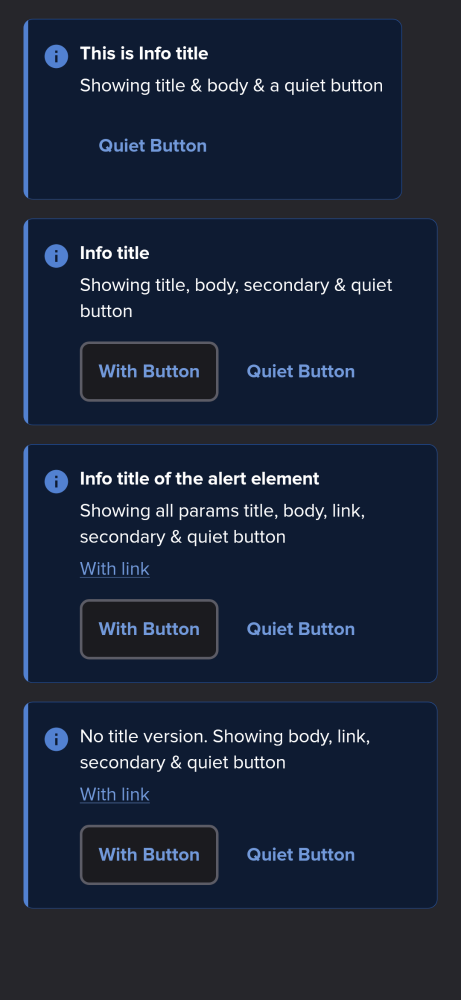 This is Info title
Showing title & body & a quiet button
Quiet Button
Info title
Showing title, body, secondary & quiet
button
With Button
Quiet Button
Info title of the alert element
Showing all params title, body, link,
secondary & quiet button
With link
With Button
Quiet Button
No title version. Showing body, link,
secondary & quiet button
With link
With Button
Quiet Button